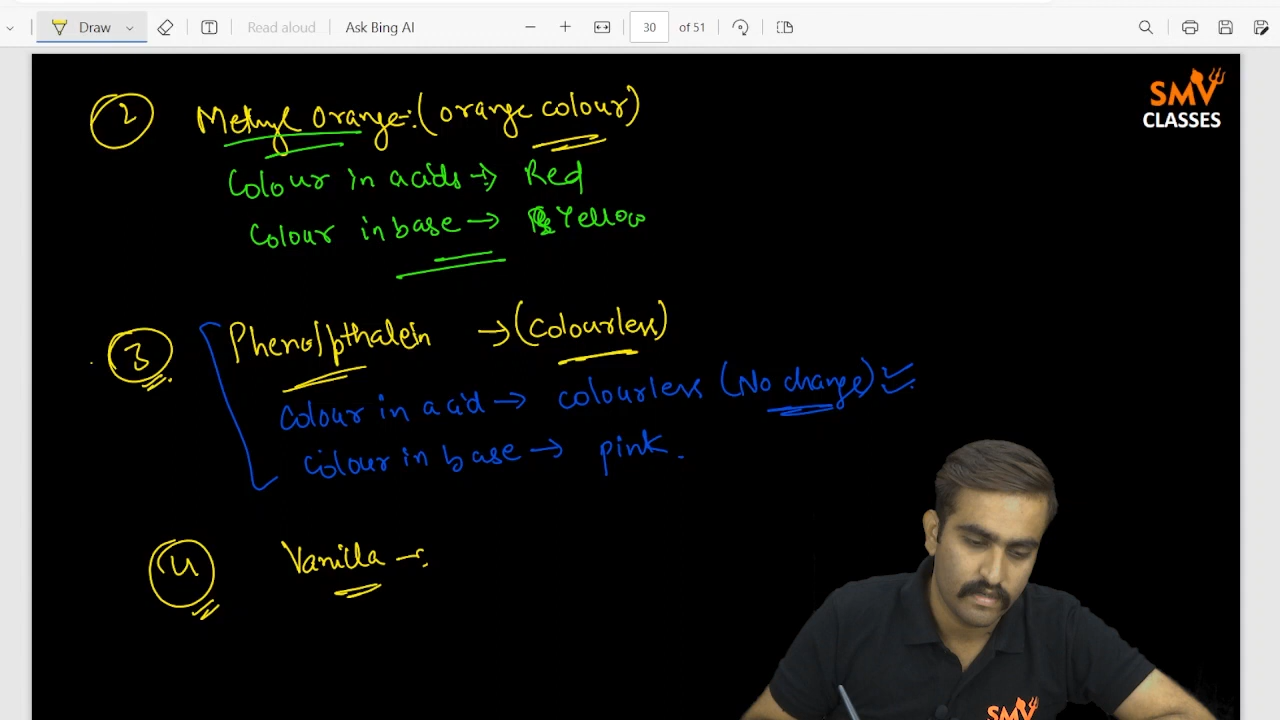 Draw
Read aloud
Ask Bing AI
30 of 51
SMV
CLASSES
2 Methyl orange :- (orange colour)
Colour in acids → Red
Colour in base → Yellow
3 Phenolpthalein → (Colourless)
Colour in acid → colourless (No change)
Colour in base → pink.
4 Vanilla →
SMV